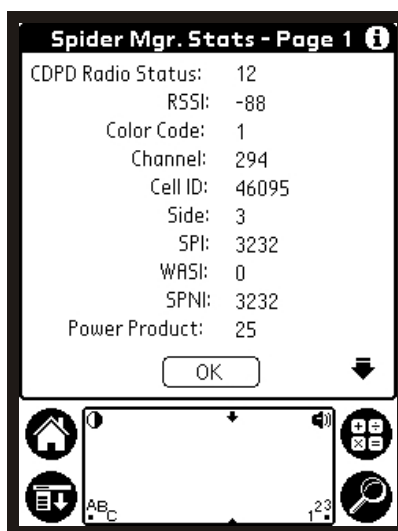 Spider Mgr. Stats - Page 1 i
CDPD Radio Status: 12
RSSI: -88
Color Code: 1
Channel: 294
Cell ID: 46095
Side: 3
SPI: 3232
WASI: 0
SPNI: 3232
Power Product: 25
OK
ABC
123